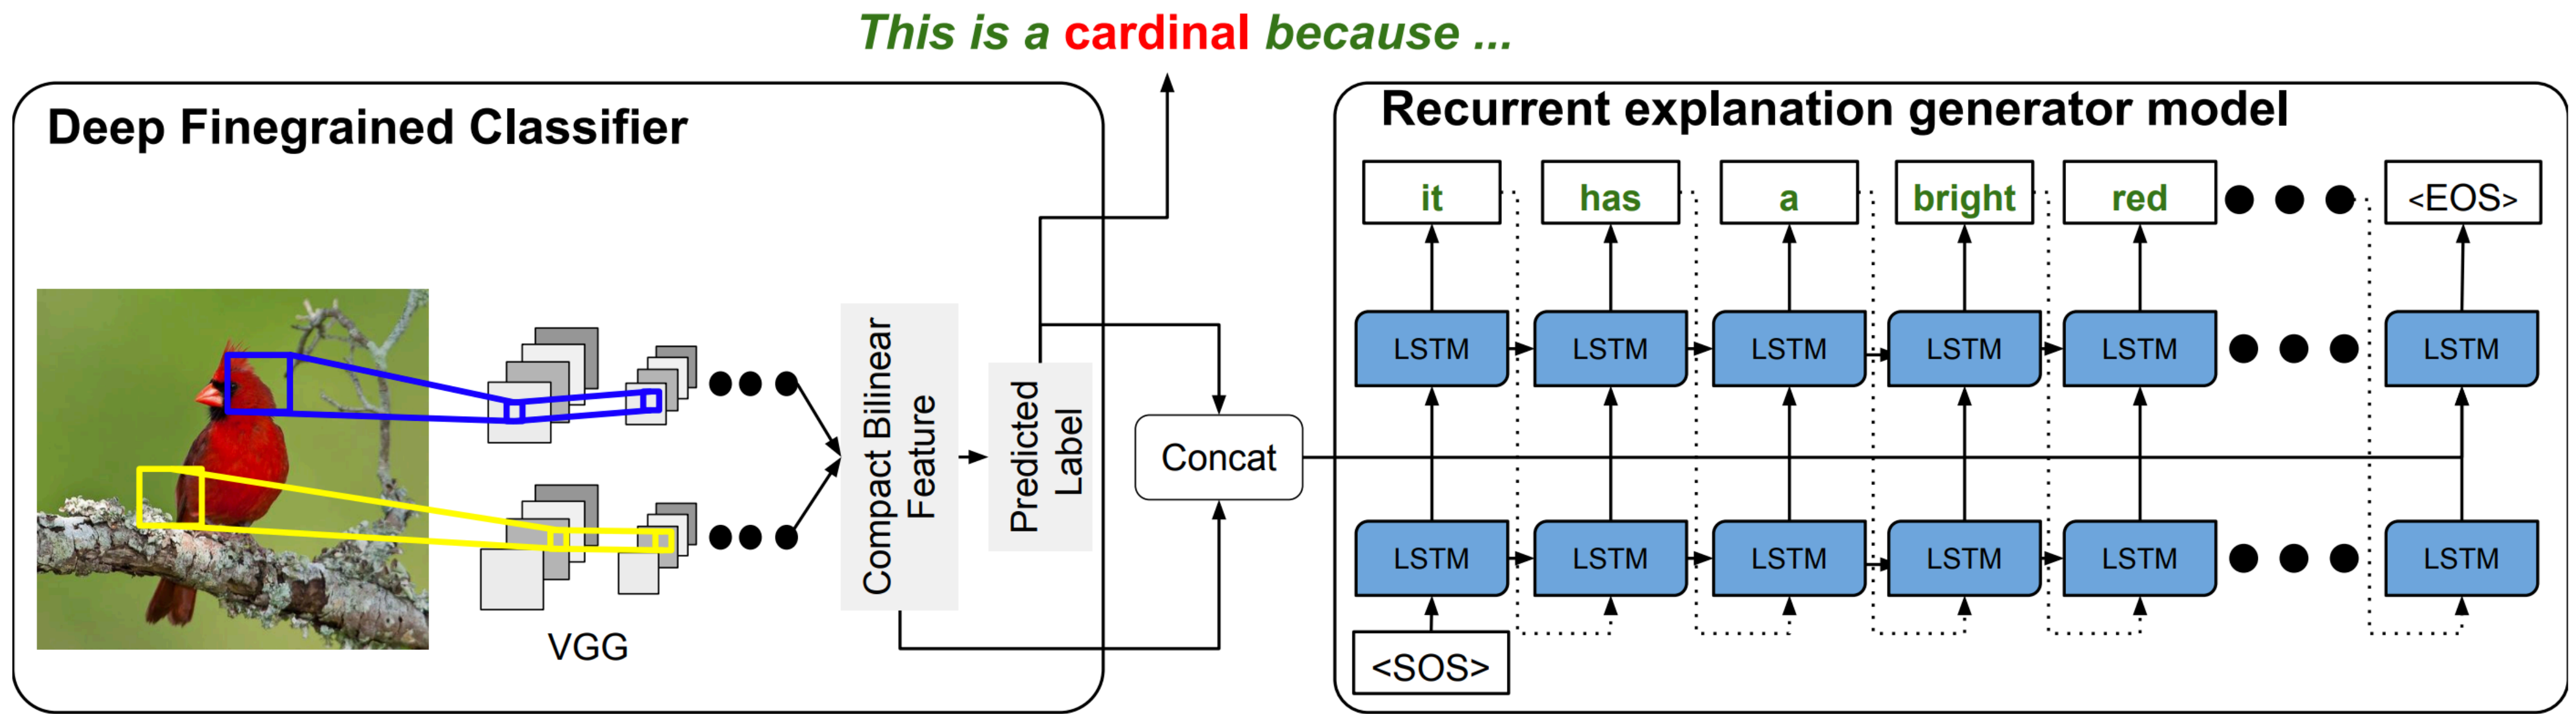 This is a cardinal because ...
Deep Finegrained Classifier
VGG
Compact Bilinear
Feature
Predicted
Label
Concat
Recurrent explanation generator model
it has a bright red <EOS>
LSTM LSTM LSTM LSTM LSTM LSTM
LSTM LSTM LSTM LSTM LSTM LSTM
<SOS>